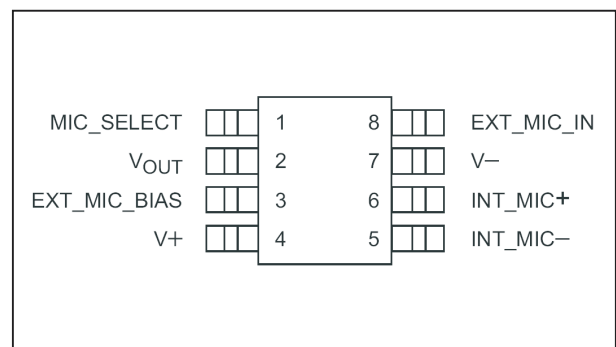 MIC_SELECT 1 8 EXT_MIC_IN
VOUT 2 7 V−
EXT_MIC_BIAS 3 6 INT_MIC+
V+ 4 5 INT_MIC−